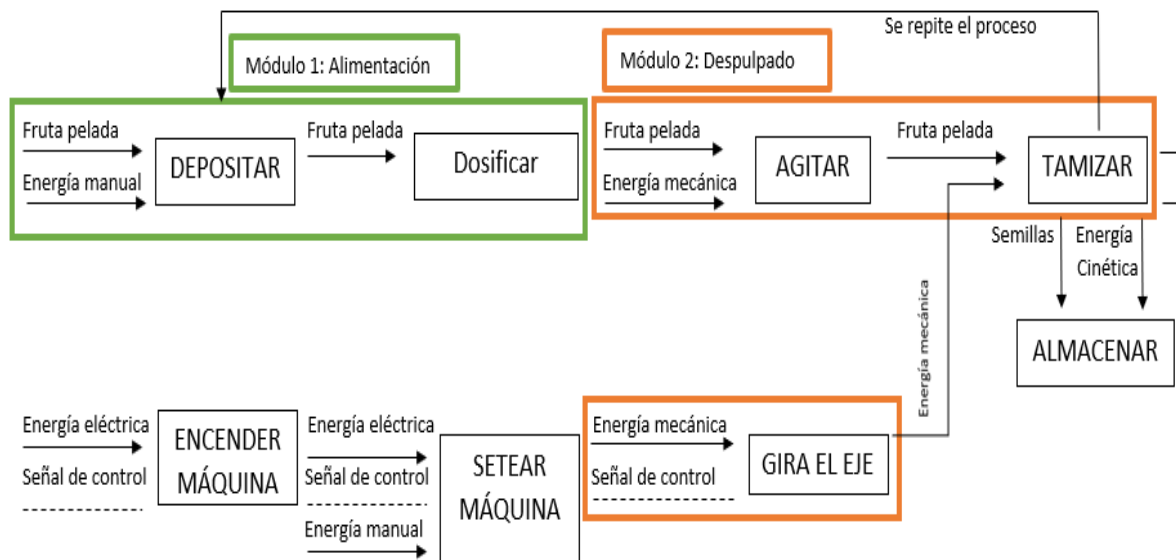 Se repite el proceso
Módulo 1: Alimentación
Módulo 2: Despulpado
Fruta pelada
Energía manual
DEPOSITAR
Fruta pelada
Dosificar
Fruta pelada
Energía mecánica
AGITAR
Fruta pelada
TAMIZAR
Semillas
Energía
Cinética
ALMACENAR
Energía mecánica
Energía eléctrica
Señal de control
ENCENDER
MÁQUINA
Energía eléctrica
Señal de control
Energía manual
SETEAR
MÁQUINA
Energía mecánica
Señal de control
GIRA EL EJE